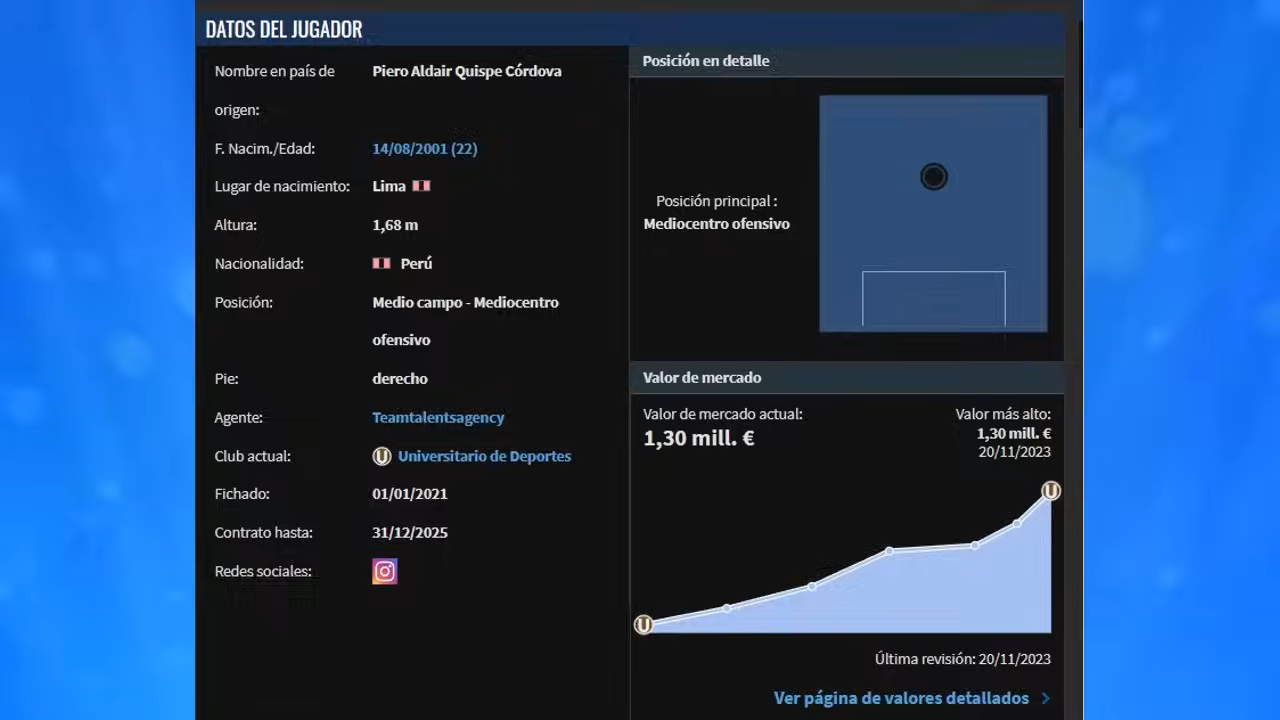 DATOS DEL JUGADOR
Nombre en país de
origen:
Piero Aldair Quispe Córdova
F. Nacim./Edad:
14/08/2001 (22)
Lugar de nacimiento:
Lima
Altura:
1,68 m
Nacionalidad:
Perú
Posición:
Medio campo - Mediocentro
ofensivo
Pie:
derecho
Agente:
Teamtalentsagency
Club actual:
U
Universitario de Deportes
Fichado:
01/01/2021
Contrato hasta:
31/12/2025
Redes sociales:
Posición en detalle
Posición principal :
Mediocentro ofensivo
Valor de mercado
Valor de mercado actual:
1,30 mill. €
Valor más alto:
1,30 mill. €
20/11/2023
U
U
Última revisión: 20/11/2023
Ver página de valores detallados